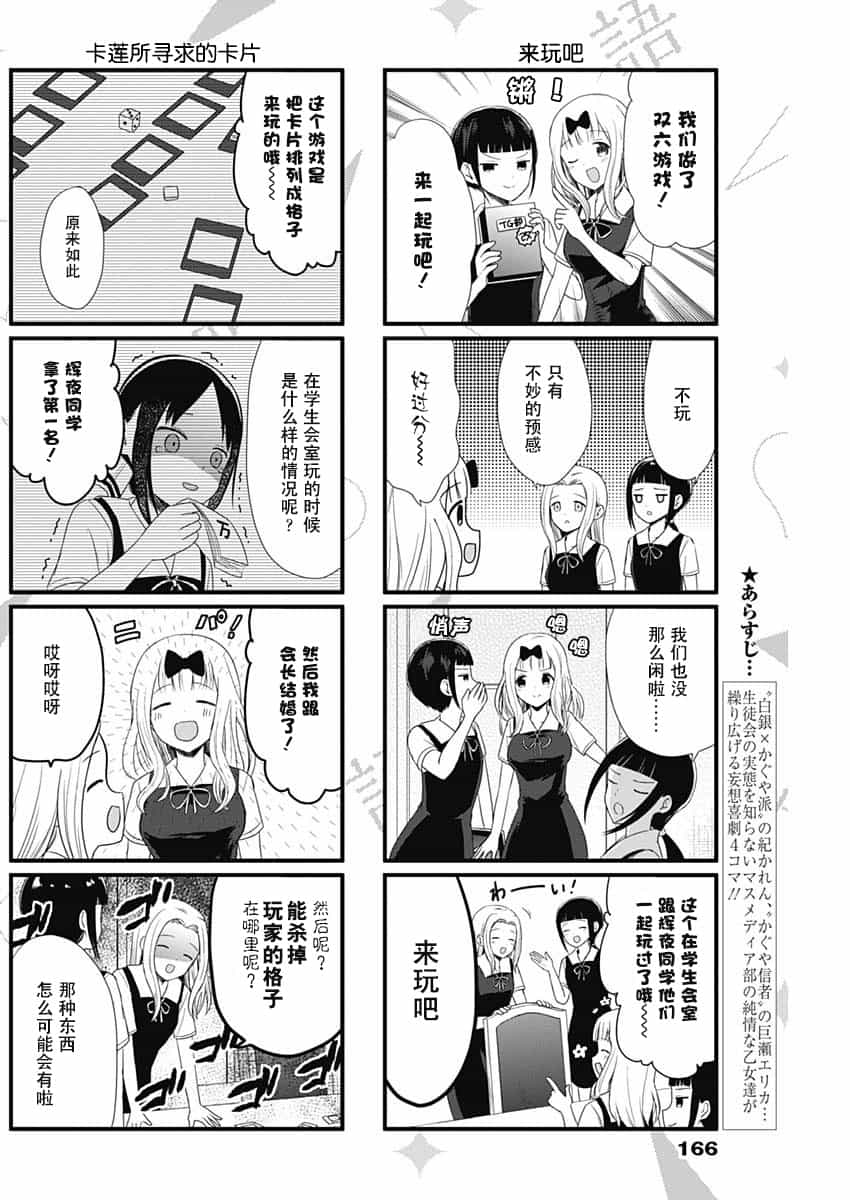 来玩吧
锵！
我们做了
双六游戏！
TG部
改
来一起玩吧！
不玩
只有
不妙的预感
好过分~~
我们也没
那么闲啦……
嗯
嗯
悄声
这个在学生会室
跟辉夜同学他们
一起玩过了哦~~
わーい！
来玩吧
卡莲所寻求的卡片
这个游戏是
把卡片排列成格子
来玩的哦~~
原来如此
在学生会室玩的时候
是什么样的情况呢？
辉夜同学
拿了第一名！
万
然后我跟
会长结婚了！
パ！
哎呀哎呀
然后呢？
能杀掉
玩家的格子
在哪里呢？
那种东西
怎么可能会有啦
★あらすじ…
〝白銀×かぐや派〟の紀かれん、〝かぐや信者〟の巨瀬エリカ…
生徒会の実態を知らないマスメディア部の純情な乙女達が
繰り広げる妄想喜劇4コマ!!
166
語